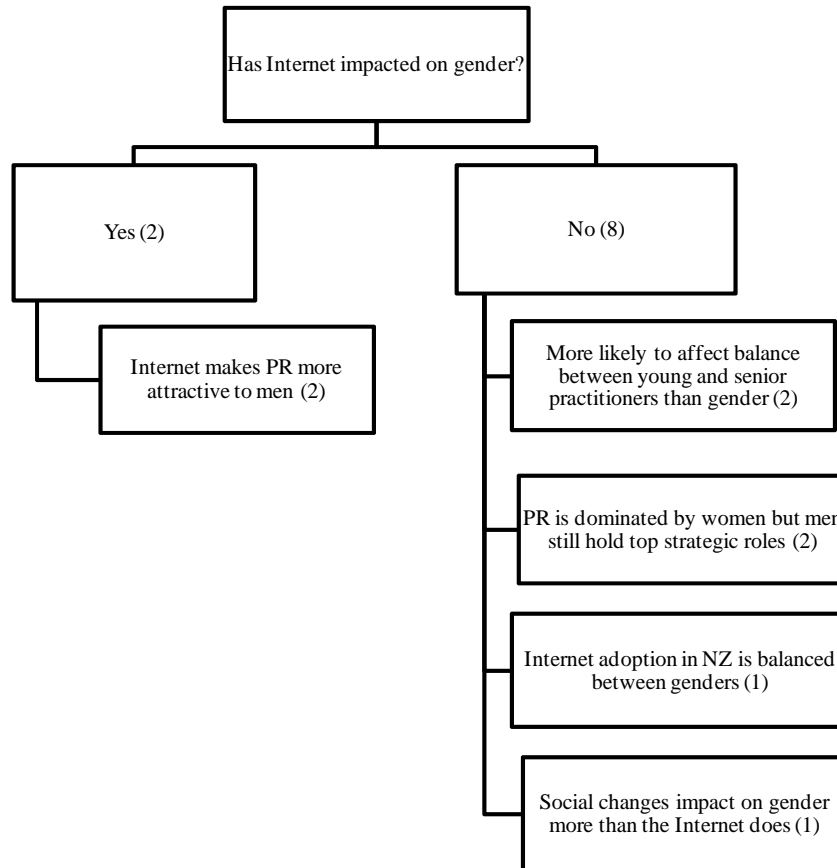 Has Internet impacted on gender?
Yes (2)
No (8)
Internet makes PR more
attractive to men (2)
More likely to affect balance
between young and senior
practitioners than gender (2)
PR is dominated by women but men
still hold top strategic roles (2)
Internet adoption in NZ is balanced
between genders (1)
Social changes impact on gender
more than the Internet does (1)